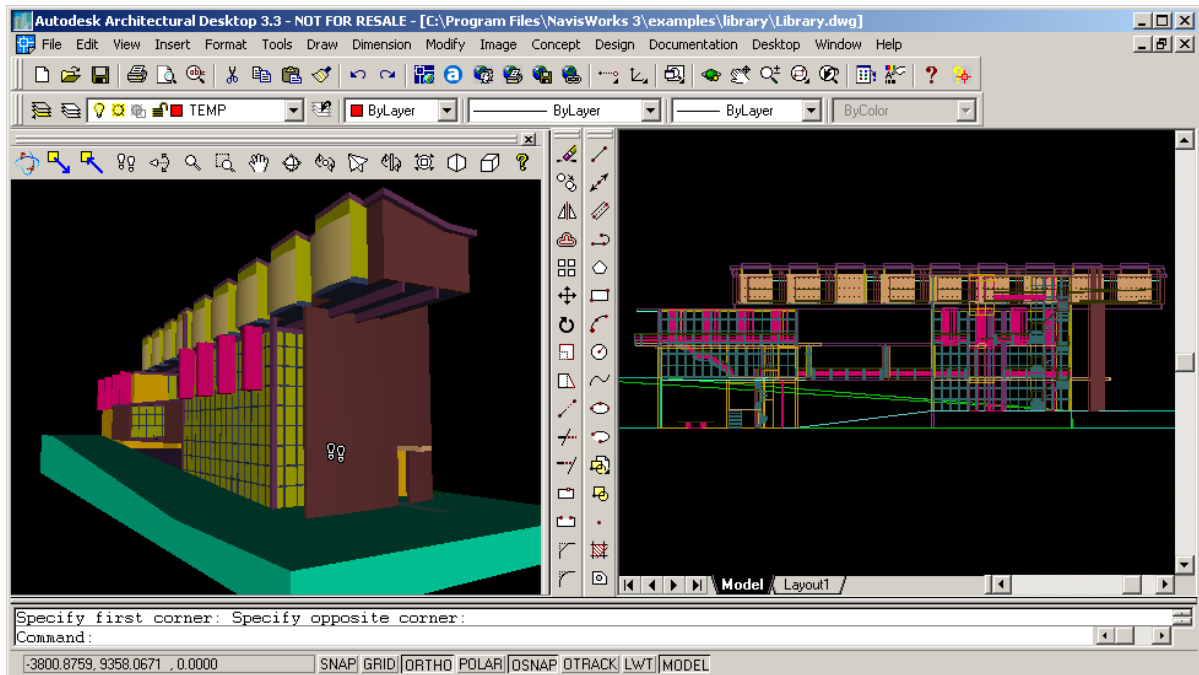 Autodesk Architectural Desktop 3.3 - NOT FOR RESALE - [C:\Program Files\NavisWorks 3\examples\library\Library.dwg]
File Edit View Insert Format Tools Draw Dimension Modify Image Concept Design Documentation Desktop Window Help
TEMP ByLayer ByLayer ByLayer ByColor
Model Layout1
Specify first corner: Specify opposite corner:
Command:
-3800.8759, 9358.0671 , 0.0000 SNAP GRID ORTHO POLAR OSNAP OTRACK LWT MODEL